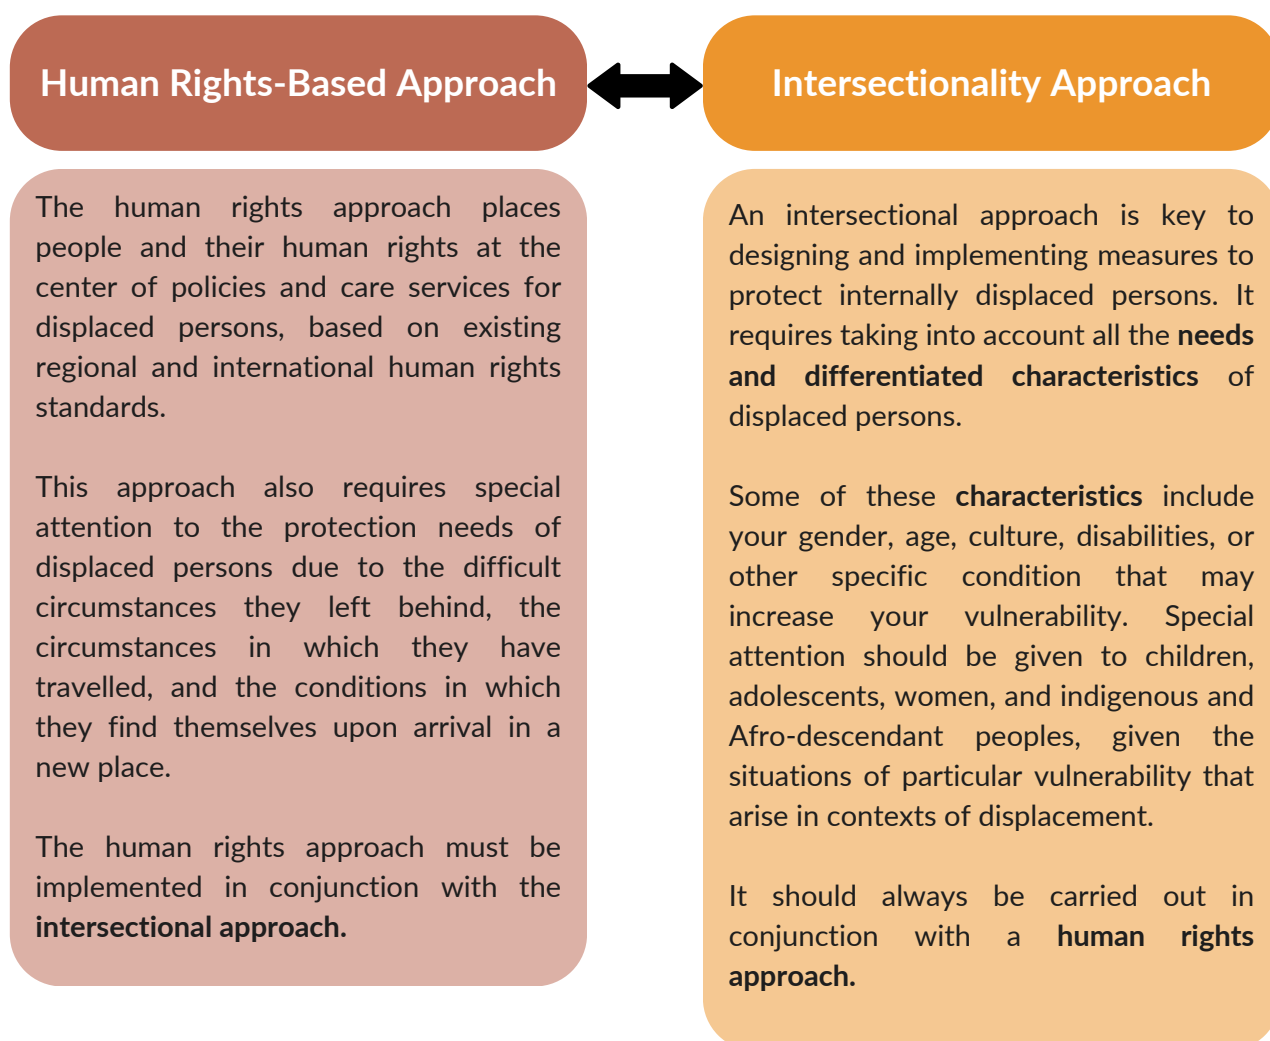 Human Rights-Based Approach
The human rights approach places
people and their human rights at the
center of policies and care services for
displaced persons, based on existing
regional and international human rights
standards.
This approach also requires special
attention to the protection needs of
displaced persons due to the difficult
circumstances they left behind, the
circumstances in which they have
travelled, and the conditions in which
they find themselves upon arrival in a
new place.
The human rights approach must be
implemented in conjunction with the
intersectional approach.
Intersectionality Approach
An intersectional approach is key to
designing and implementing measures to
protect internally displaced persons. It
requires taking into account all the needs
and differentiated characteristics of
displaced persons.
Some of these characteristics include
your gender, age, culture, disabilities, or
other specific condition that may
increase your vulnerability. Special
attention should be given to children,
adolescents, women, and indigenous and
Afro-descendant peoples, given the
situations of particular vulnerability that
arise in contexts of displacement.
It should always be carried out in
conjunction with a human rights
approach.